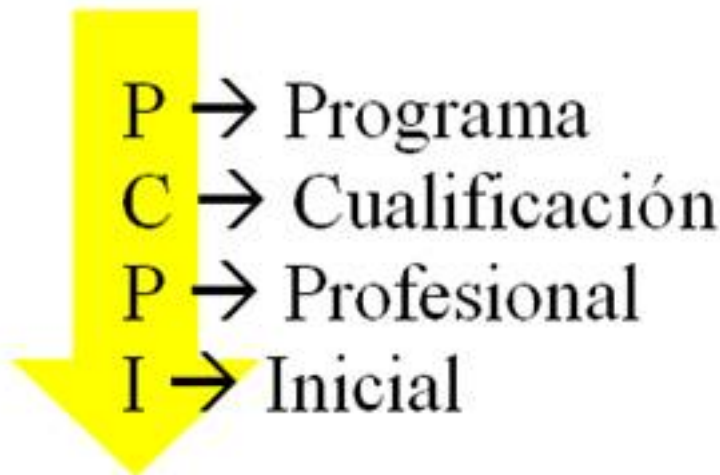 P → Programa
C → Cualificación
P → Profesional
I → Inicial